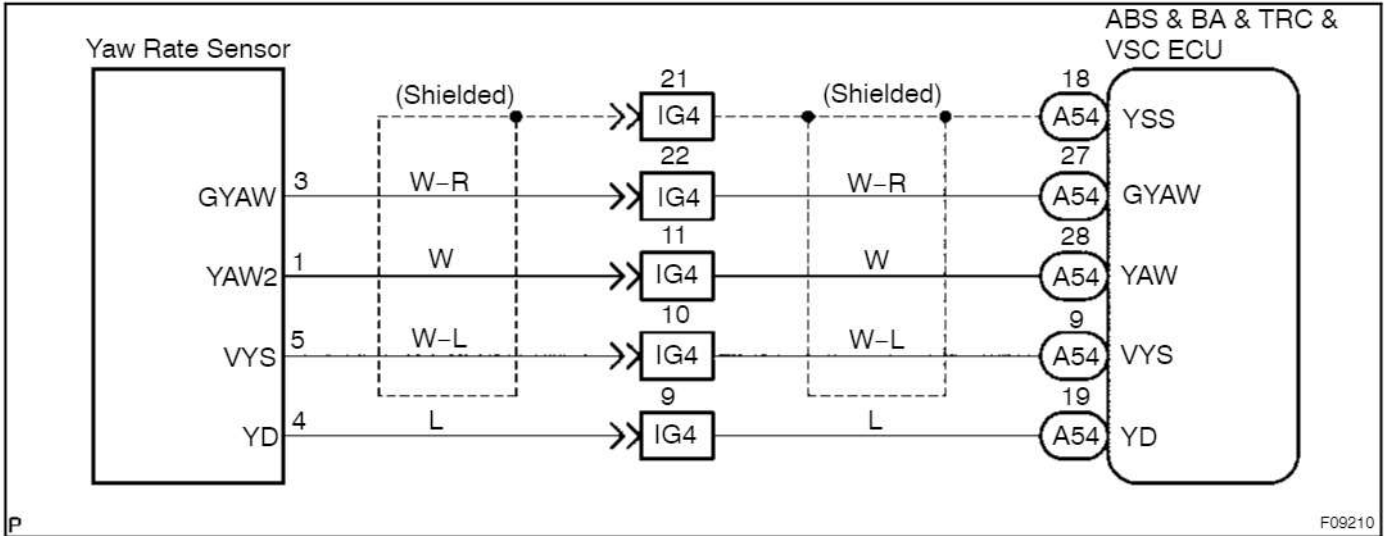 ABS & BA & TRC &
VSC ECU
Yaw Rate Sensor
(Shielded) 21 IG4 (Shielded) 18 A54 YSS
GYAW 3 W–R 22 IG4 W–R 27 A54 GYAW
YAW2 1 W 11 IG4 W 28 A54 YAW
VYS 5 W–L 10 IG4 W–L 9 A54 VYS
YD 4 L 9 IG4 L 19 A54 YD
P F09210